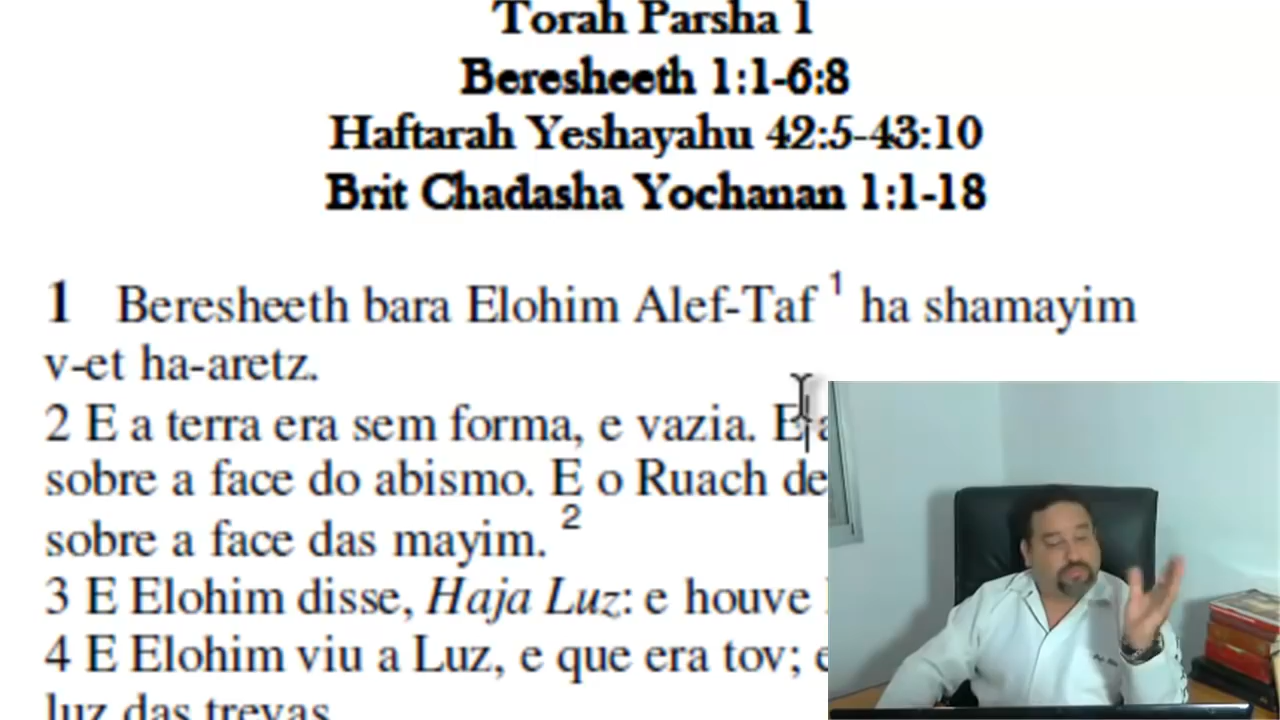 Torah Parsha 1
Beresheeth 1:1-6:8
Haftarah Yeshayahu 42:5-43:10
Brit Chadasha Yochanan 1:1-18
1 Beresheeth bara Elohim Alef-Taf ¹ ha shamayim
v-et ha-aretz.
2 E a terra era sem forma, e vazia. E a
sobre a face do abismo. E o Ruach de
sobre a face das mayim. ²
3 E Elohim disse, Haja Luz: e houve
4 E Elohim viu a Luz, e que era tov; e
luz das trevas